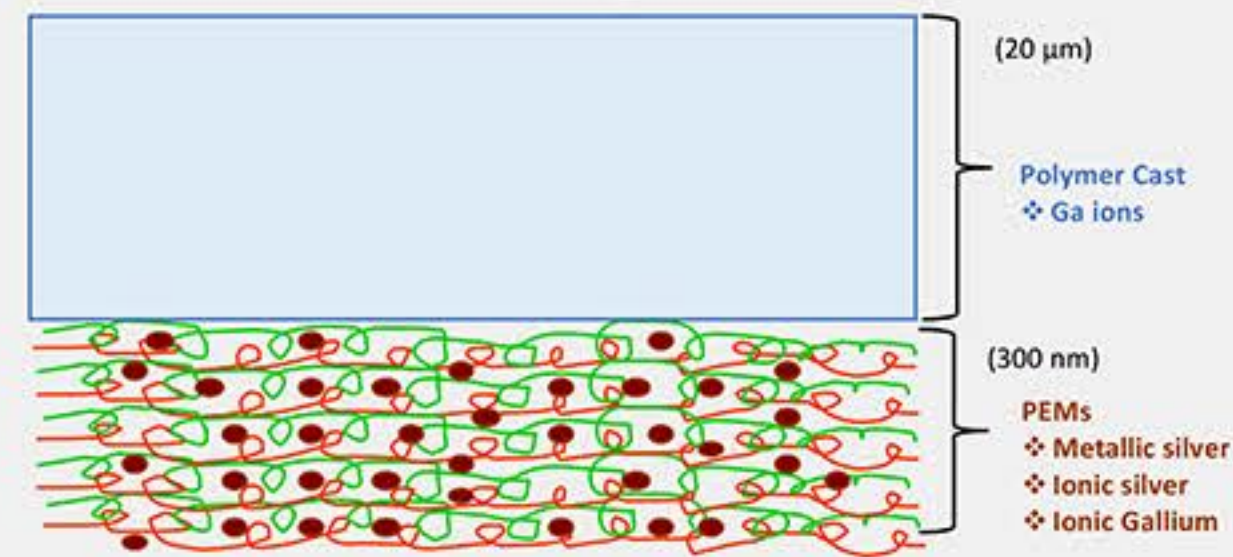 (20 μm)
Polymer Cast
❖ Ga ions
(300 nm)
PEMs
❖ Metallic silver
❖ Ionic silver
❖ Ionic Gallium